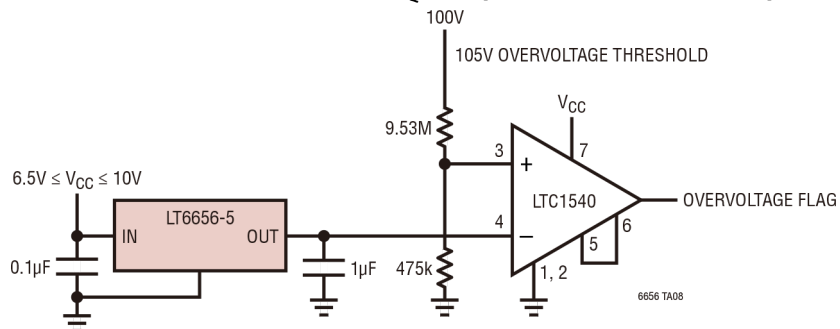 100V
105V OVERVOLTAGE THRESHOLD
9.53M
VCC
3
7
+
6.5V ≤ VCC ≤ 10V
LT6656-5
LTC1540
OVERVOLTAGE FLAG
IN
OUT
4
–
6
5
0.1µF
1µF
475k
1, 2
6656 TA08